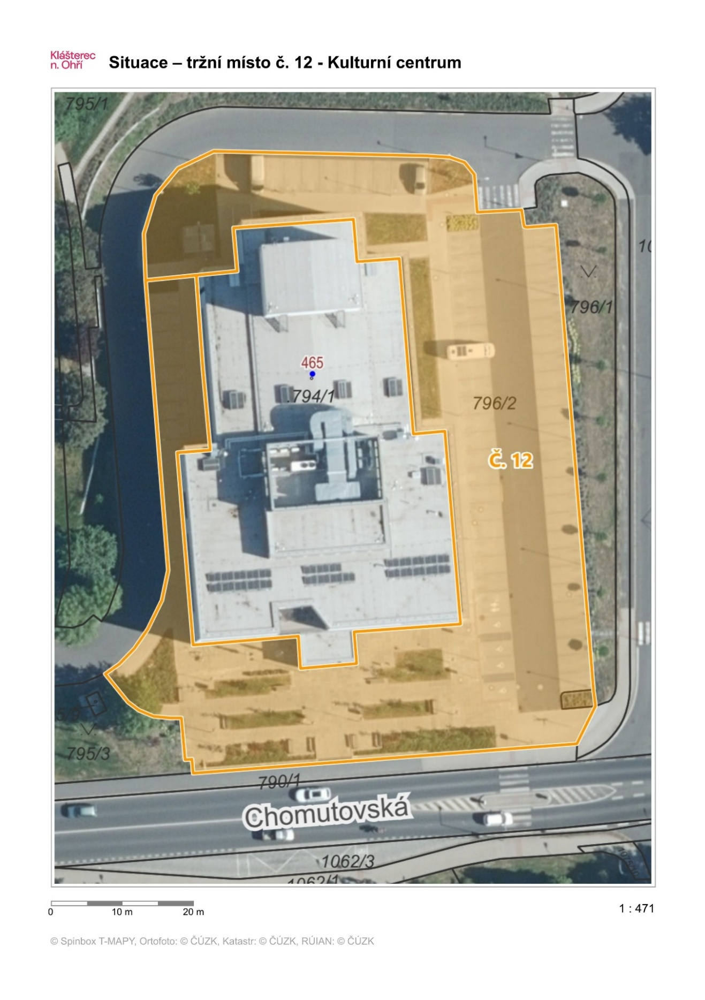 Klášterec
n. Ohří
Situace – tržní místo č. 12 - Kulturní centrum
795/1
10
796/1
465
794/1
796/2
Č. 12
795/3
790/1
Chomutovská
1062/3
1062/1
0 10 m 20 m
1 : 471
© Spinbox T-MAPY, Ortofoto: © ČÚZK, Katastr: © ČÚZK, RÚIAN: © ČÚZK